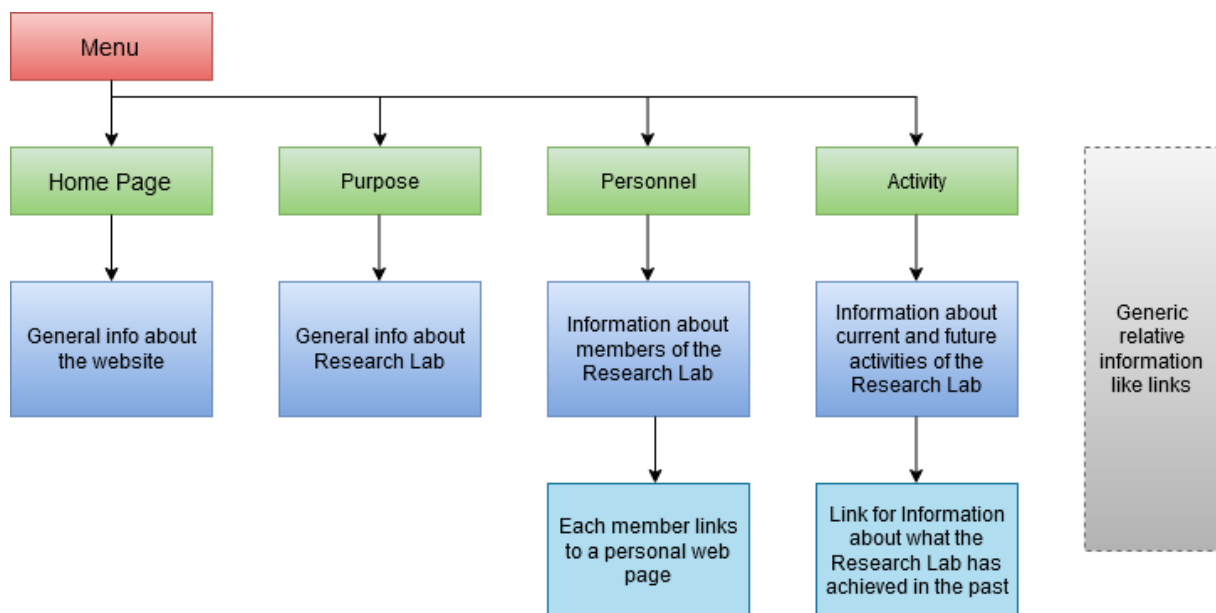 Menu
Home Page
Purpose
Personnel
Activity
General info about
the website
General info about
Research Lab
Information about
members of the
Research Lab
Information about
current and future
activities of the
Research Lab
Generic
relative
information
like links
Each member links
to a personal web
page
Link for Information
about what the
Research Lab has
achieved in the past